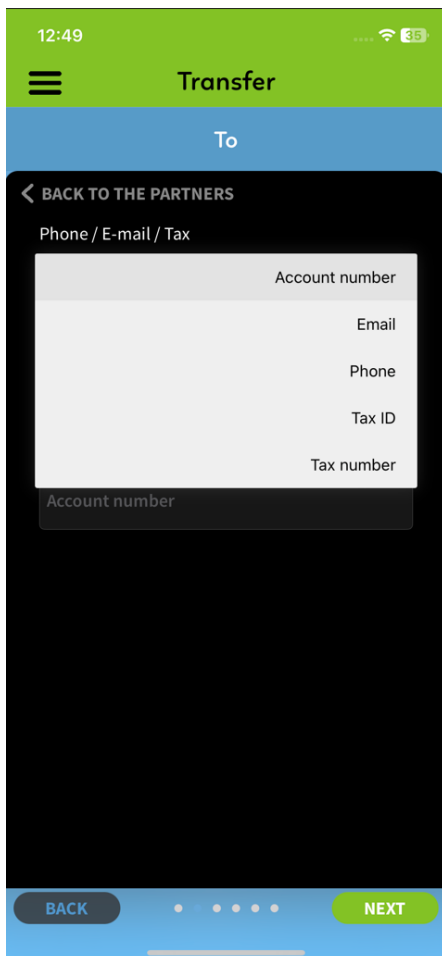 12:49
35
Transfer
To
BACK TO THE PARTNERS
Phone / E-mail / Tax
Account number
Email
Phone
Tax ID
Tax number
Account number
BACK
NEXT